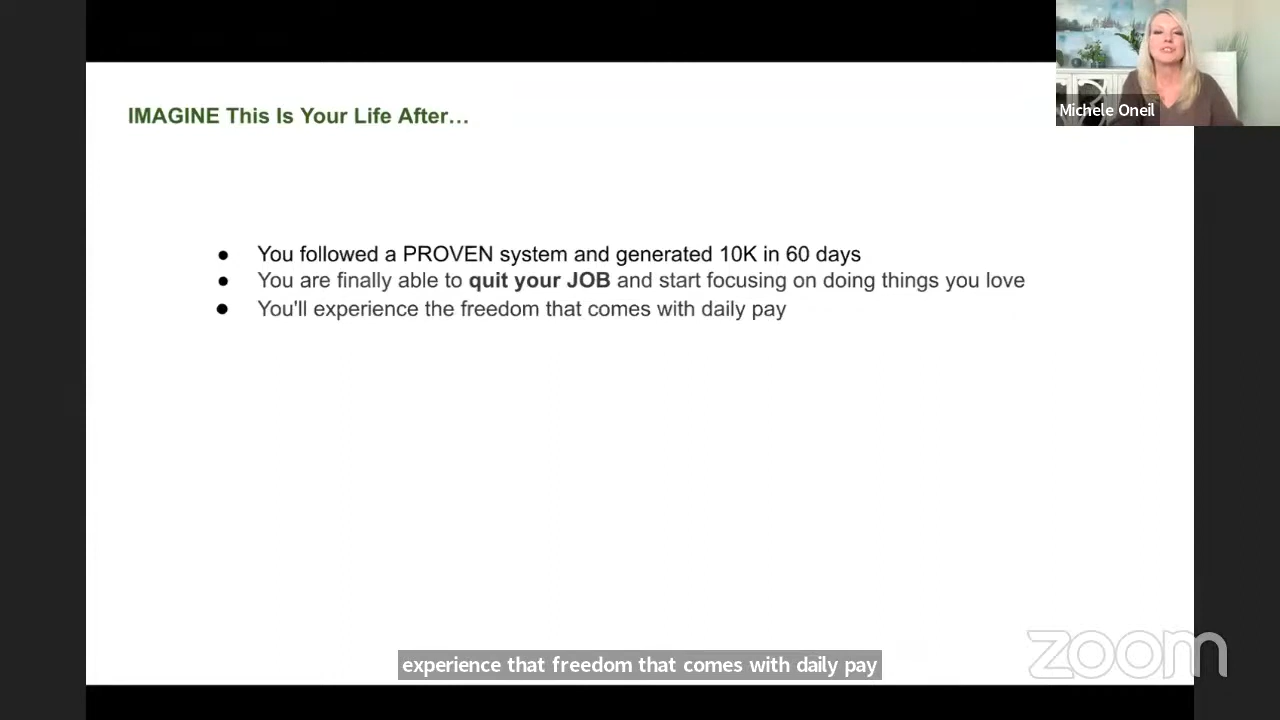 Michele Oneil
IMAGINE This Is Your Life After…
● You followed a PROVEN system and generated 10K in 60 days
● You are finally able to quit your JOB and start focusing on doing things you love
● You'll experience the freedom that comes with daily pay
experience that freedom that comes with daily pay
zoom